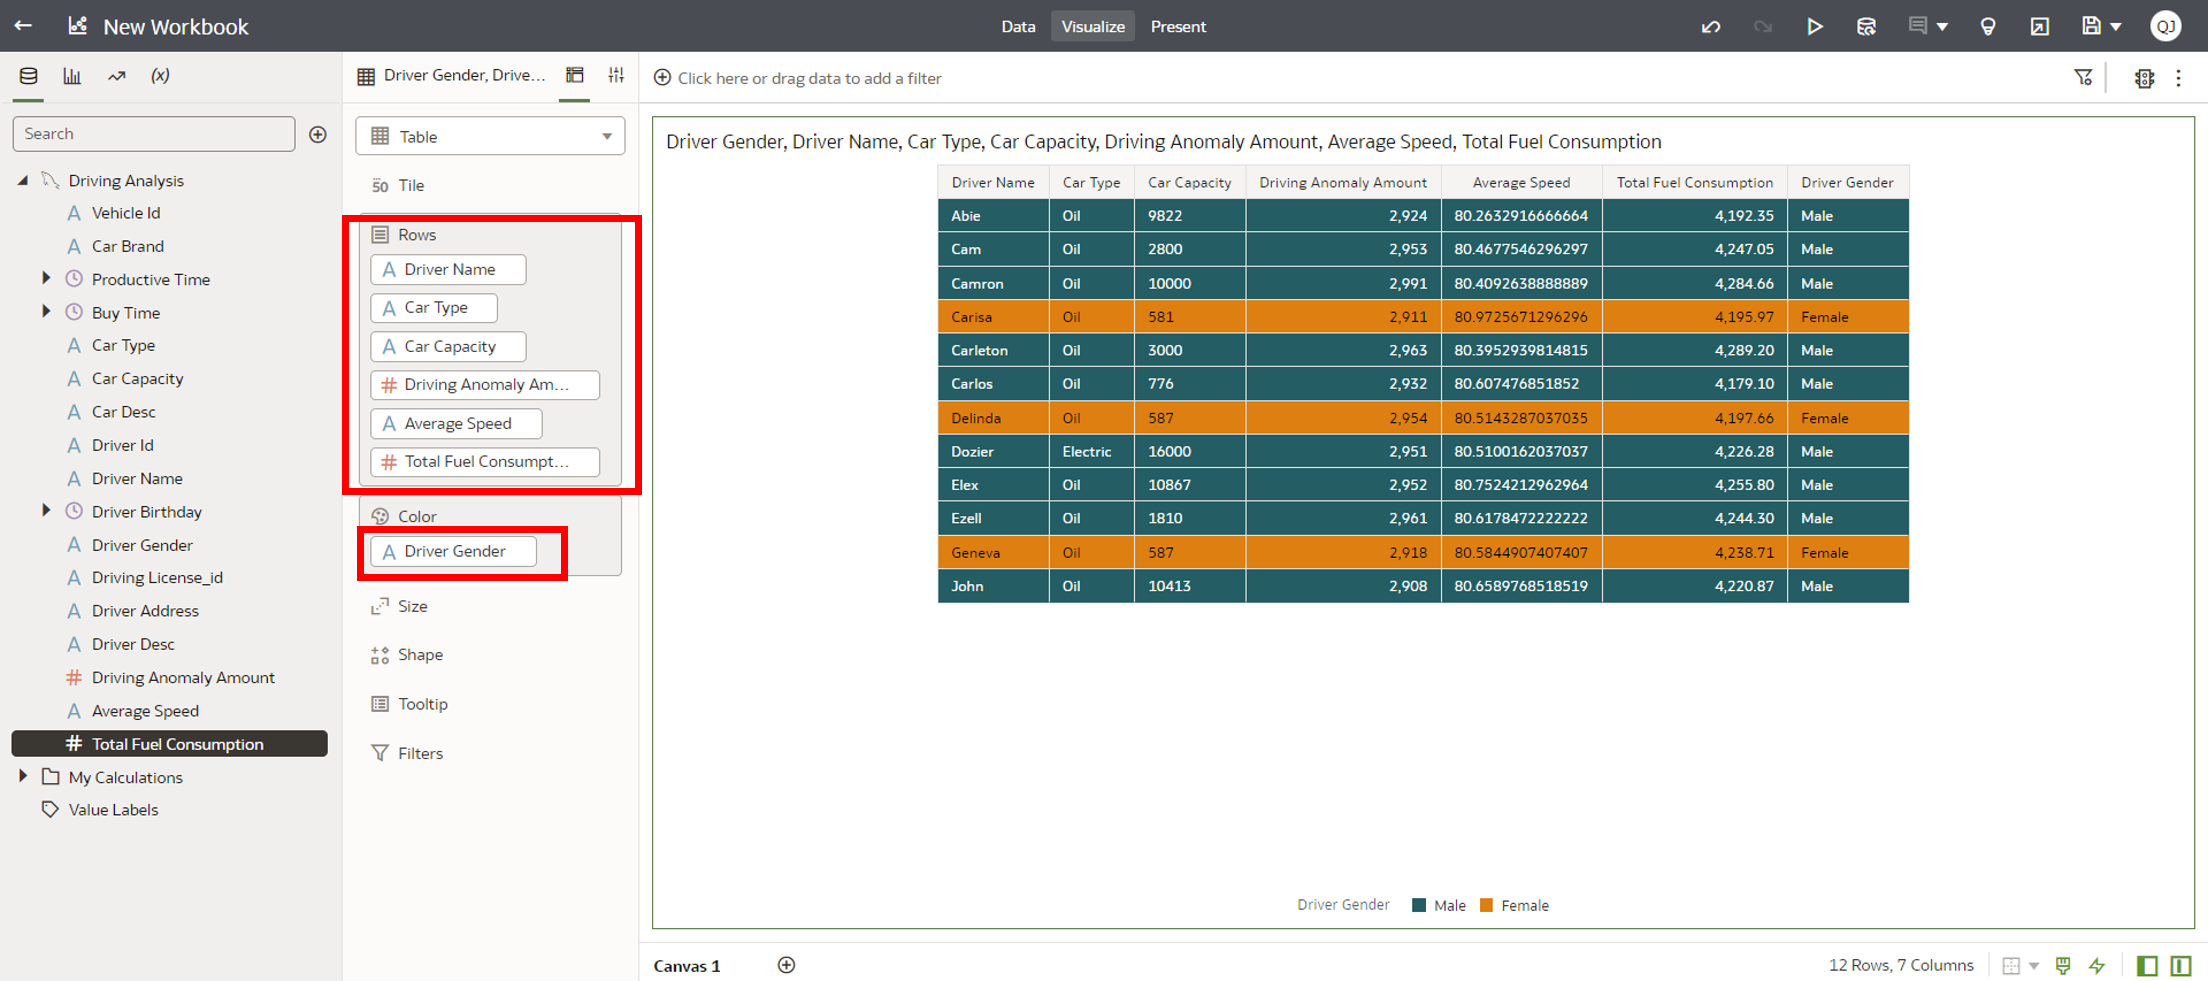 New Workbook
Data
Visualize
Present
QJ
(x)
Driver Gender, Drive...
Click here or drag data to add a filter
Search
Driving Analysis
Vehicle Id
Car Brand
Productive Time
Buy Time
Car Type
Car Capacity
Car Desc
Driver Id
Driver Name
Driver Birthday
Driver Gender
Driving License_id
Driver Address
Driver Desc
Driving Anomaly Amount
Average Speed
Total Fuel Consumption
My Calculations
Value Labels
Table
50 Tile
Rows
Driver Name
Car Type
Car Capacity
Driving Anomaly Am...
Average Speed
Total Fuel Consumpt...
Color
Driver Gender
Size
Shape
Tooltip
Filters
Driver Gender, Driver Name, Car Type, Car Capacity, Driving Anomaly Amount, Average Speed, Total Fuel Consumption
Driver Name Car Type Car Capacity Driving Anomaly Amount Average Speed Total Fuel Consumption Driver Gender
Abie Oil 9822 2,924 80.2632916666664 4,192.35 Male
Cam Oil 2800 2,953 80.4677546296297 4,247.05 Male
Camron Oil 10000 2,991 80.4092638888889 4,284.66 Male
Carisa Oil 581 2,911 80.9725671296296 4,195.97 Female
Carleton Oil 3000 2,963 80.3952939814815 4,289.20 Male
Carlos Oil 776 2,932 80.607476851852 4,179.10 Male
Delinda Oil 587 2,954 80.5143287037035 4,197.66 Female
Dozier Electric 16000 2,951 80.5100162037037 4,226.28 Male
Elex Oil 10867 2,952 80.7524212962964 4,255.80 Male
Ezell Oil 1810 2,961 80.6178472222222 4,244.30 Male
Geneva Oil 587 2,918 80.5844907407407 4,238.71 Female
John Oil 10413 2,908 80.6589768518519 4,220.87 Male
Driver Gender Male Female
Canvas 1
12 Rows, 7 Columns